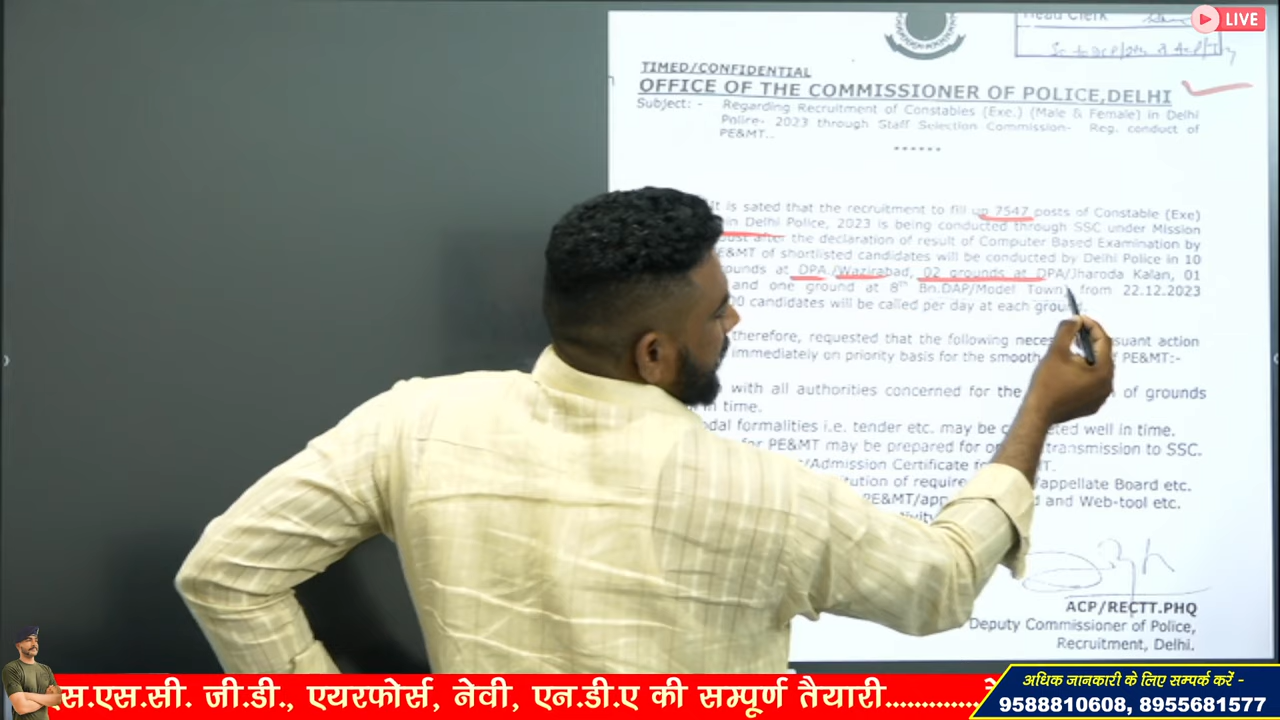 LIVE
Head Clerk
TIMED/CONFIDENTIAL
OFFICE OF THE COMMISSIONER OF POLICE,DELHI
Subject: - Regarding Recruitment of Constables (Exe.) (Male & Female) in Delhi
Police- 2023 through Staff Selection Commission- Reg. conduct of
PE&MT..
******
It is sated that the recruitment to fill up 7547 posts of Constable (Exe)
in Delhi Police, 2023 is being conducted through SSC under Mission
after the declaration of result of Computer Based Examination by
PE&MT of shortlisted candidates will be conducted by Delhi Police in 10
at DPA /Wazirabad, 02 grounds at DPA/Jharoda Kalan, 01
and one ground at 8th Bn.DAP/Model Town) from 22.12.2023
candidates will be called per day at each ground.
therefore, requested that the following action
immediately on priority basis for the smooth PE&MT:-
with all authorities concerned for the of grounds
in time.
formalities i.e. tender etc. may be well in time.
for PE&MT may be prepared for transmission to SSC.
/Admission Certificate
of /appellate Board etc.
PE&MT/ and Web-tool etc.
ACP/RECTT.PHQ
Deputy Commissioner of Police,
Recruitment, Delhi.
स.एस.सी. जी.डी., एयरफोर्स, नेवी, एन.डी.ए की सम्पूर्ण तैयारी...............
अधिक जानकारी के लिए सम्पर्क करें -
9588810608, 8955681577